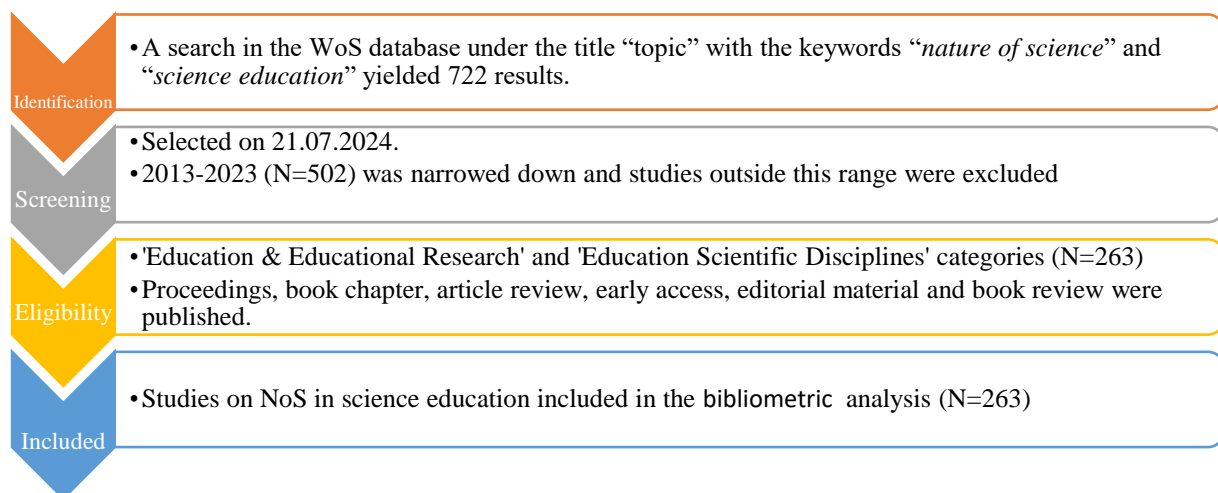 Identification
•A search in the WoS database under the title “topic” with the keywords “nature of science” and
“science education” yielded 722 results.
Screening
•Selected on 21.07.2024.
•2013-2023 (N=502) was narrowed down and studies outside this range were excluded
Eligibility
•'Education & Educational Research' and 'Education Scientific Disciplines' categories (N=263)
•Proceedings, book chapter, article review, early access, editorial material and book review were
published.
Included
•Studies on NoS in science education included in the bibliometric analysis (N=263)